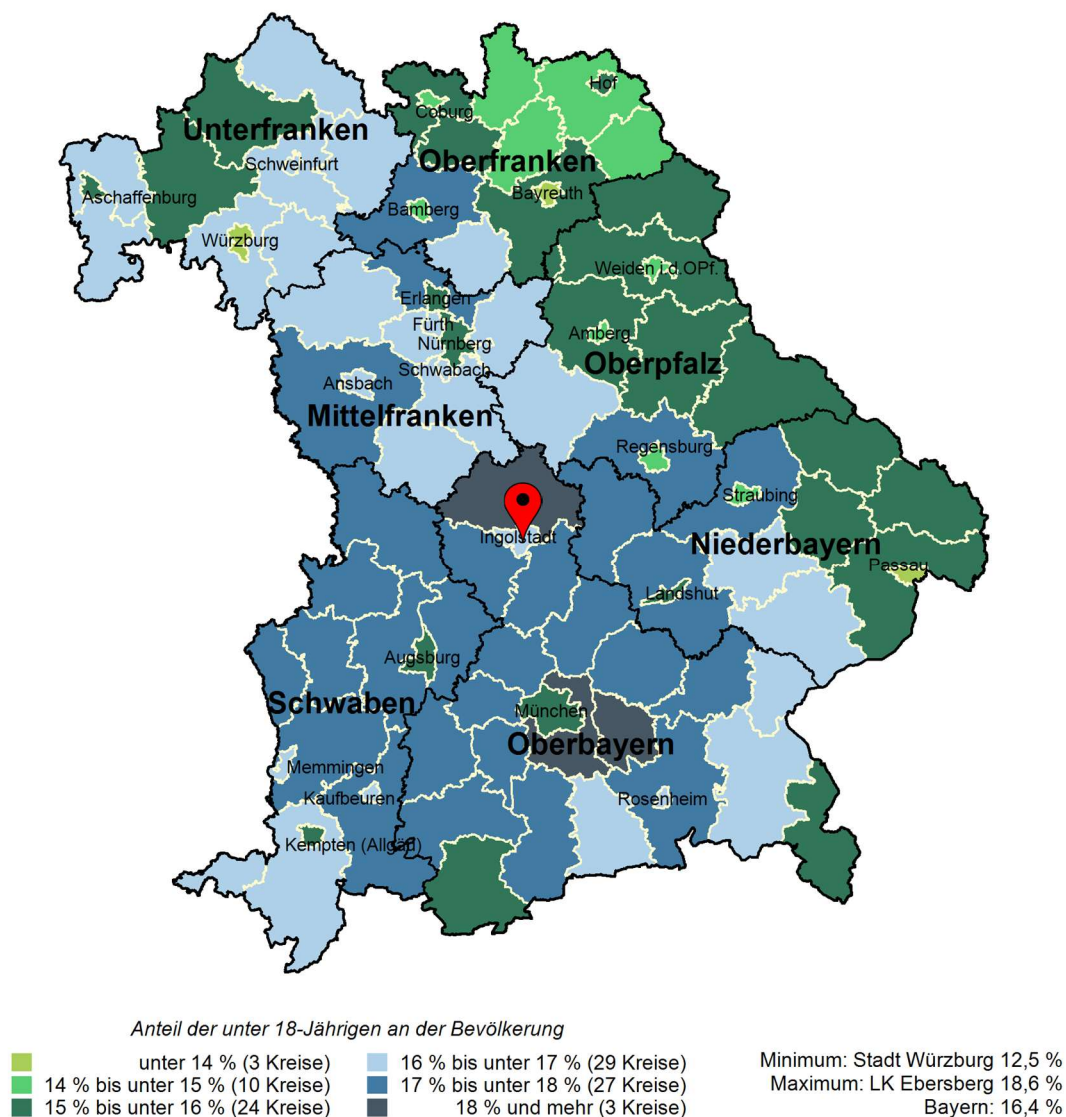 Hof
Coburg
Unterfranken
Schweinfurt
Oberfranken
Aschaffenburg
Bayreuth
Bamberg
Würzburg
Weiden i.d.OPf.
Erlangen
Fürth
Nürnberg
Amberg
Oberpfalz
Schwabach
Ansbach
Mittelfranken
Regensburg
Straubing
Ingolstadt
Niederbayern
Passau
Landshut
Augsburg
Schwaben
München
Oberbayern
Memmingen
Kaufbeuren
Rosenheim
Kempten (Allgäu)
Anteil der unter 18-Jährigen an der Bevölkerung
unter 14 % (3 Kreise)
14 % bis unter 15 % (10 Kreise)
15 % bis unter 16 % (24 Kreise)
16 % bis unter 17 % (29 Kreise)
17 % bis unter 18 % (27 Kreise)
18 % und mehr (3 Kreise)
Minimum: Stadt Würzburg 12,5 %
Maximum: LK Ebersberg 18,6 %
Bayern: 16,4 %